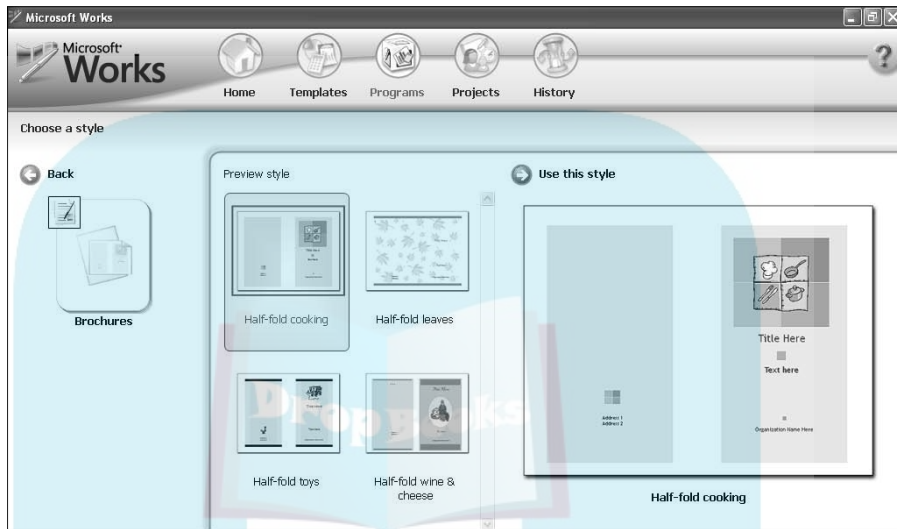 Microsoft Works
Microsoft
Works
Home
Templates
Programs
Projects
History
?
Choose a style
Back
Brochures
Preview style
Half-fold cooking
Half-fold leaves
Half-fold toys
Half-fold wine &
cheese
Use this style
Title Here
Text here
Address 1
Address 2
Organization Name Here
Half-fold cooking
DropBooks